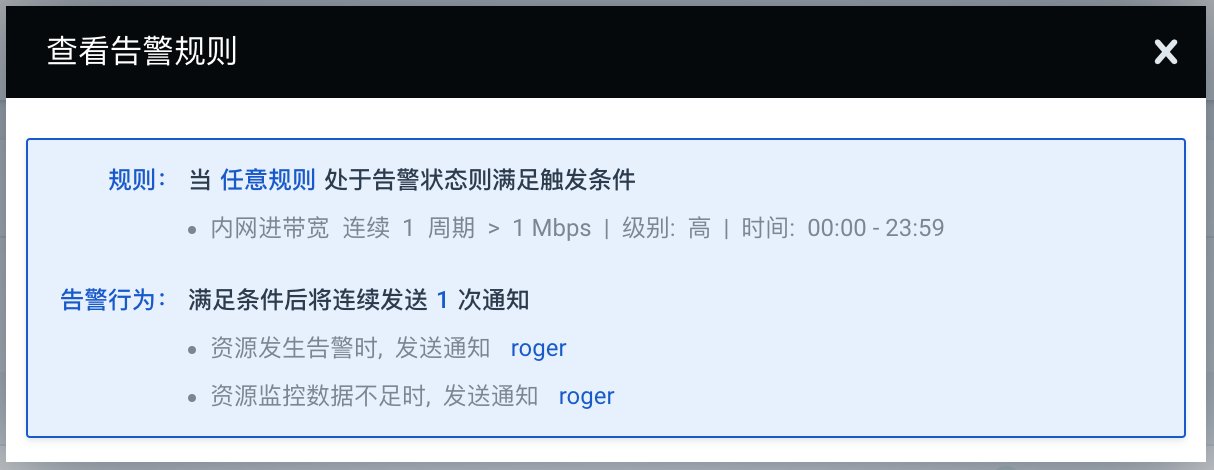 查看告警规则
规则： 当 任意规则 处于告警状态则满足触发条件
• 内网进带宽 连续 1 周期 > 1 Mbps | 级别: 高 | 时间: 00:00 - 23:59
告警行为： 满足条件后将连续发送 1 次通知
• 资源发生告警时, 发送通知 roger
• 资源监控数据不足时, 发送通知 roger